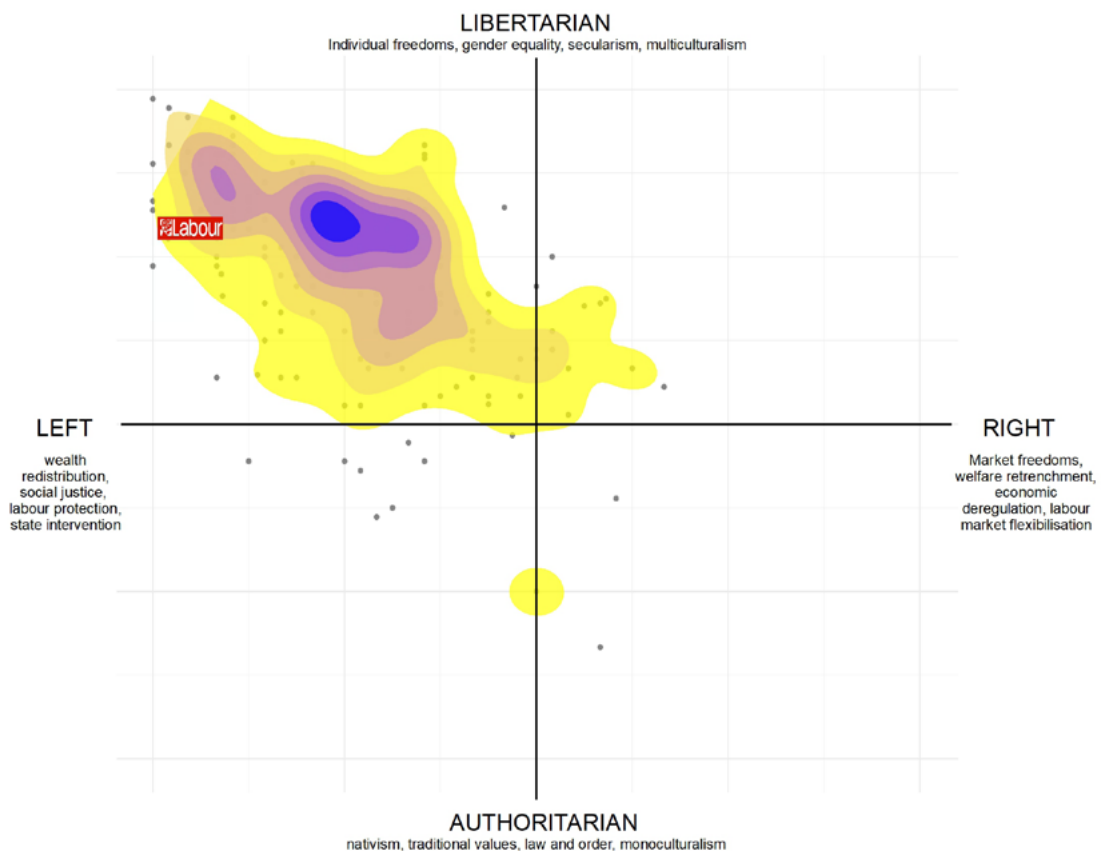 LIBERTARIAN
Individual freedoms, gender equality, secularism, multiculturalism
Labour
LEFT
wealth
redistribution,
social justice,
labour protection,
state intervention
RIGHT
Market freedoms,
welfare retrenchment,
economic
deregulation, labour
market flexibilisation
AUTHORITARIAN
nativism, traditional values, law and order, monoculturalism